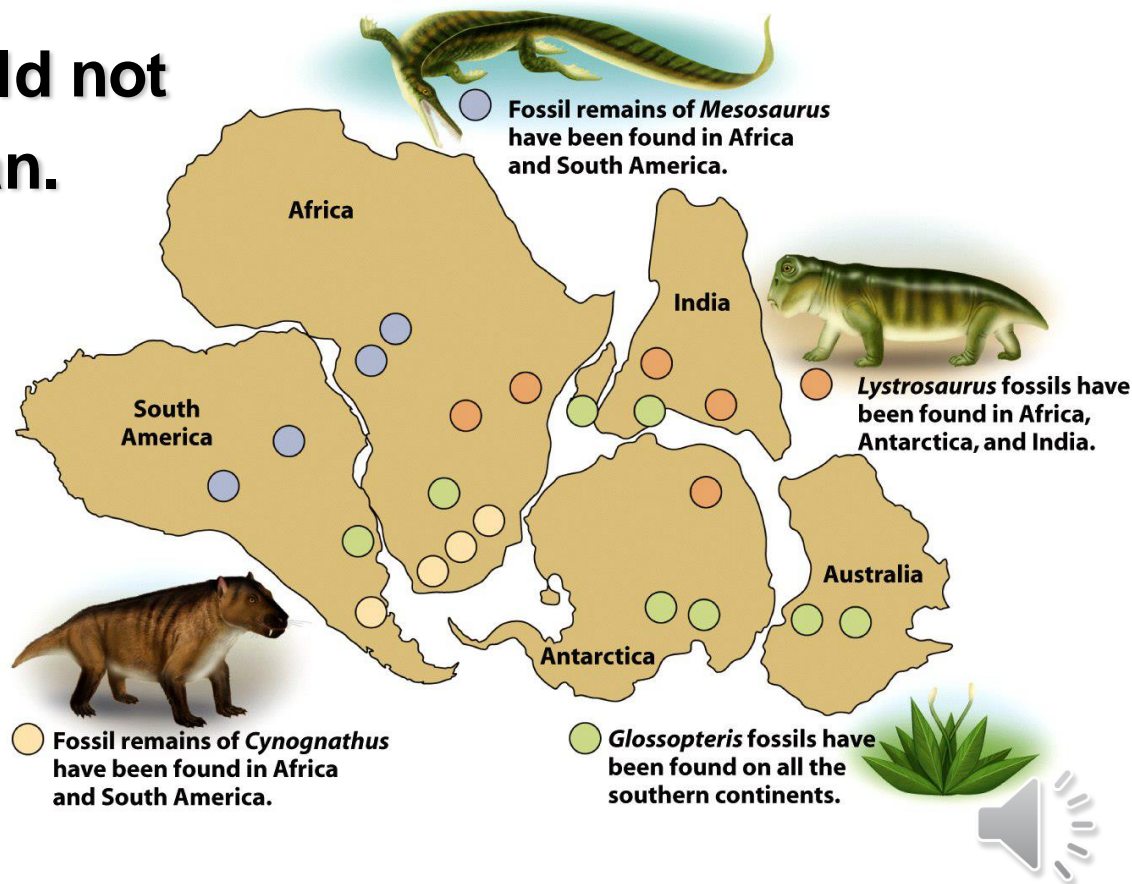 ld not
n.
Fossil remains of Mesosaurus
have been found in Africa
and South America.
Africa
India
Lystrosaurus fossils have
been found in Africa,
Antarctica, and India.
South
America
Australia
Antarctica
Fossil remains of Cynognathus
have been found in Africa
and South America.
Glossopteris fossils have
been found on all the
southern continents.